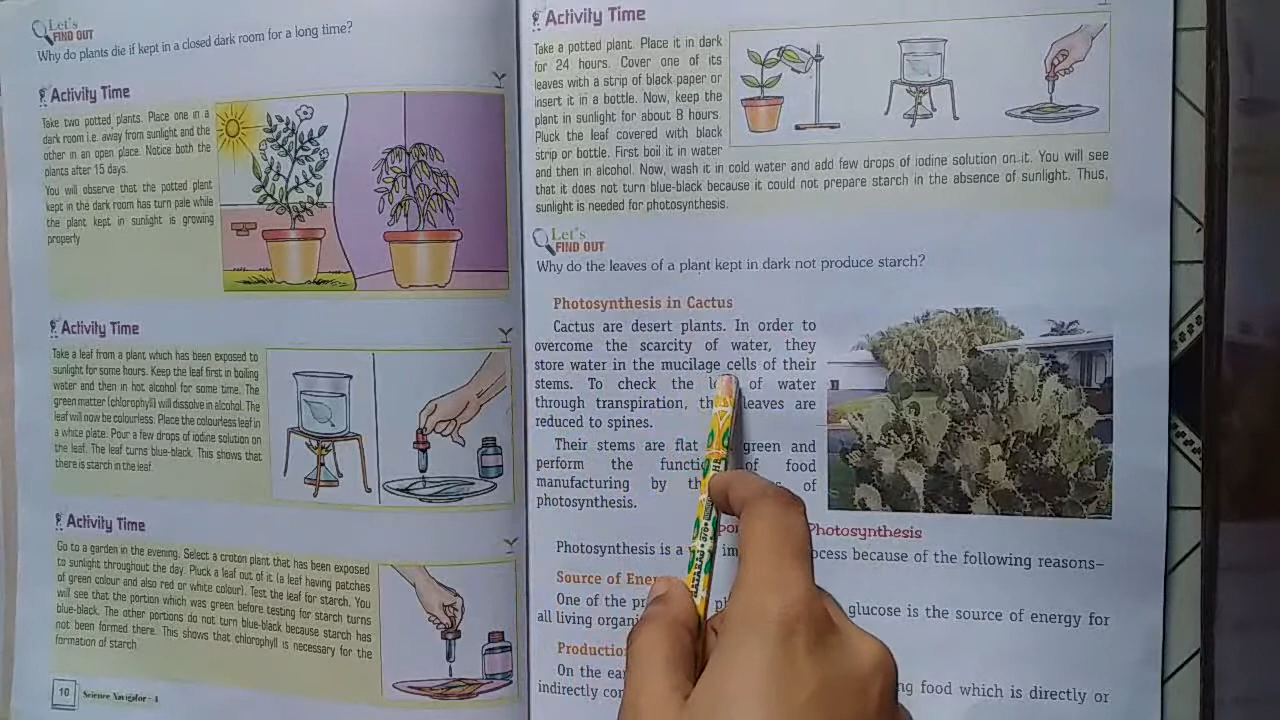 Let's
FIND OUT
Why do plants die if kept in a closed dark room for a long time?
Activity Time
Take two potted plants. Place one in a
dark room i.e. away from sunlight and the
other in an open place. Notice both the
plants after 15 days.
You will observe that the potted plant
kept in the dark room has turn pale while
the plant kept in sunlight is growing
properly
Activity Time
Take a leaf from a plant which has been exposed to
sunlight for some hours. Keep the leaf first in boiling
water and then in hot alcohol for some time. The
green matter (chlorophyll) will dissolve in alcohol. The
leaf will now be colourless. Place the colourless leaf in
a white plate. Pour a few drops of iodine solution on
the leaf. The leaf turns blue-black. This shows that
there is starch in the leaf.
Activity Time
Go to a garden in the evening. Select a croton plant that has been exposed
to sunlight throughout the day. Pluck a leaf out of it (a leaf having patches
of green colour and also red or white colour). Test the leaf for starch. You
will see that the portion which was green before testing for starch turns
blue-black. The other portions do not turn blue-black because starch has
not been formed there. This shows that chlorophyll is necessary for the
formation of starch
10 Science Navigator - 4
Activity Time
Take a potted plant. Place it in dark
for 24 hours. Cover one of its
leaves with a strip of black paper or
insert it in a bottle. Now, keep the
plant in sunlight for about 8 hours.
Pluck the leaf covered with black
strip or bottle. First boil it in water
and then in alcohol. Now, wash it in cold water and add few drops of iodine solution on it. You will see
that it does not turn blue-black because it could not prepare starch in the absence of sunlight. Thus,
sunlight is needed for photosynthesis.
Let's
FIND OUT
Why do the leaves of a plant kept in dark not produce starch?
Photosynthesis in Cactus
Cactus are desert plants. In order to
overcome the scarcity of water, they
store water in the mucilage cells of their
stems. To check the of water
through transpiration, leaves are
reduced to spines.
Their stems are flat green and
perform the of food
manufacturing by of
photosynthesis.
Photosynthesis
Photosynthesis is a because of the following reasons–
Source of
One of the glucose is the source of energy for
all living
On the food which is directly or
indirectly